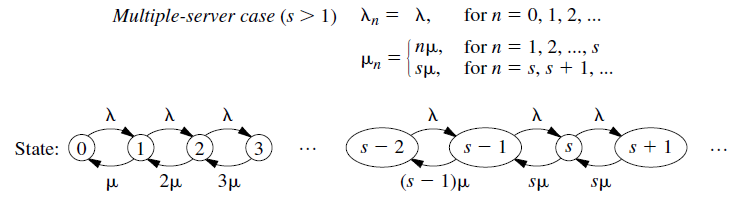 Multiple-server case (s > 1) λn = λ, for n = 0, 1, 2, ...
μn = { nμ, for n = 1, 2, ..., s
sμ, for n = s, s + 1, ...
λ λ λ λ λ λ
State: 0 1 2 3 ... s − 2 s − 1 s s + 1 ...
μ 2μ 3μ (s − 1)μ sμ sμ